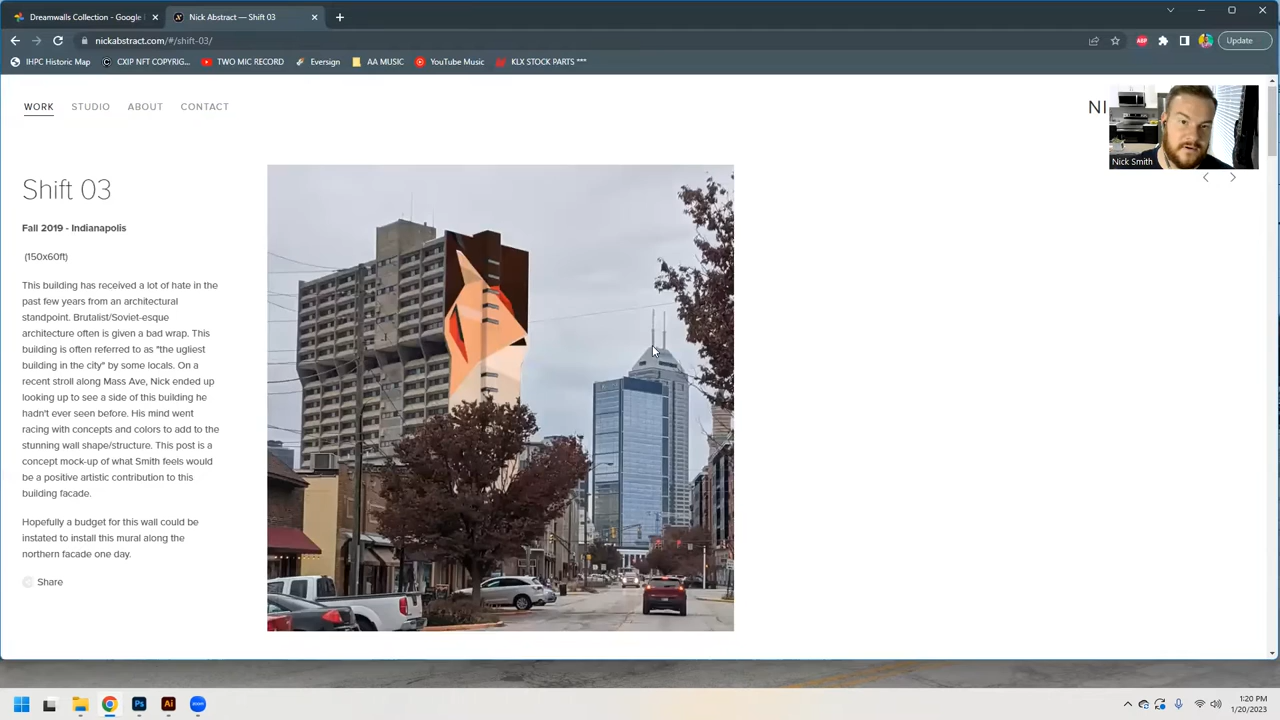 Dreamwalls Collection - Google
Nick Abstract — Shift 03
nickabstract.com/#/shift-03/
ABP
Update
IHPC Historic Map
CXIP NFT COPYRIG...
TWO MIC RECORD
Eversign
AA MUSIC
YouTube Music
KLX STOCK PARTS ***
WORK
STUDIO
ABOUT
CONTACT
NI
Nick Smith
Shift 03
Fall 2019 - Indianapolis
(150x60ft)
This building has received a lot of hate in the
past few years from an architectural
standpoint. Brutalist/Soviet-esque
architecture often is given a bad wrap. This
building is often referred to as "the ugliest
building in the city" by some locals. On a
recent stroll along Mass Ave, Nick ended up
looking up to see a side of this building he
hadn't ever seen before. His mind went
racing with concepts and colors to add to the
stunning wall shape/structure. This post is a
concept mock-up of what Smith feels would
be a positive artistic contribution to this
building facade.
Hopefully a budget for this wall could be
instated to install this mural along the
northern facade one day.
Share
Ps
Ai
zoom
1:20 PM
1/20/2023